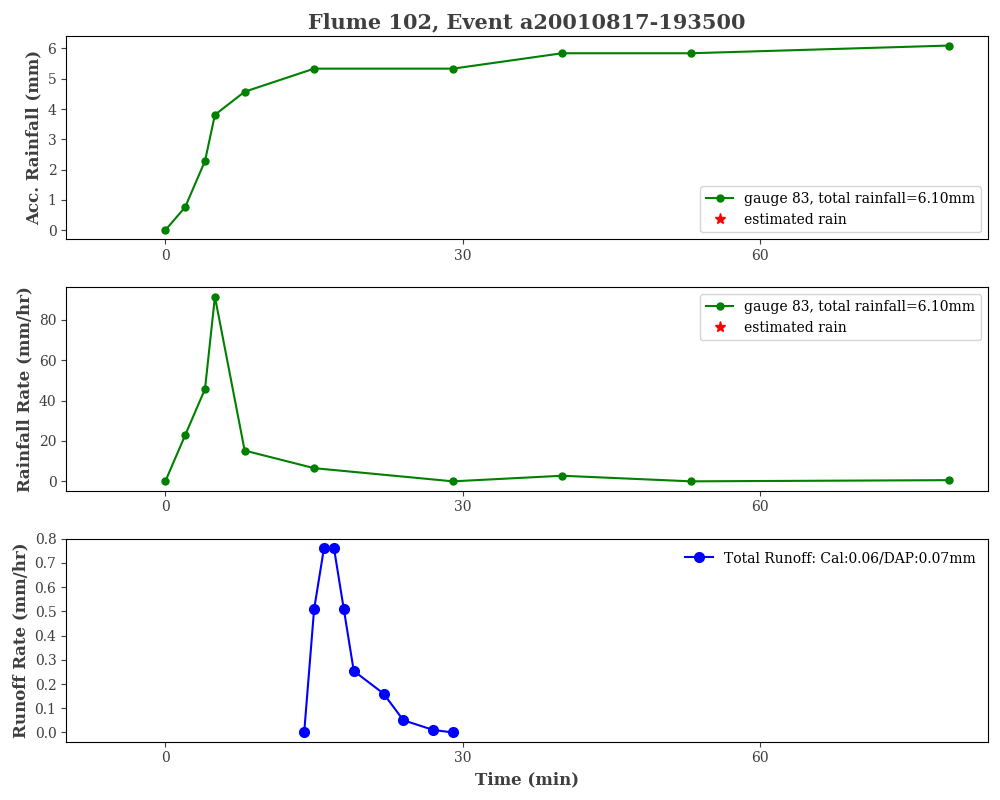 Flume 102, Event a20010817-193500
Acc. Rainfall (mm)
6
5
4
3
2
1
0
gauge 83, total rainfall=6.10mm
estimated rain
0 30 60
Rainfall Rate (mm/hr)
80
60
40
20
0
gauge 83, total rainfall=6.10mm
estimated rain
0 30 60
Runoff Rate (mm/hr)
0.8
0.7
0.6
0.5
0.4
0.3
0.2
0.1
0.0
Total Runoff: Cal:0.06/DAP:0.07mm
0 30 60
Time (min)